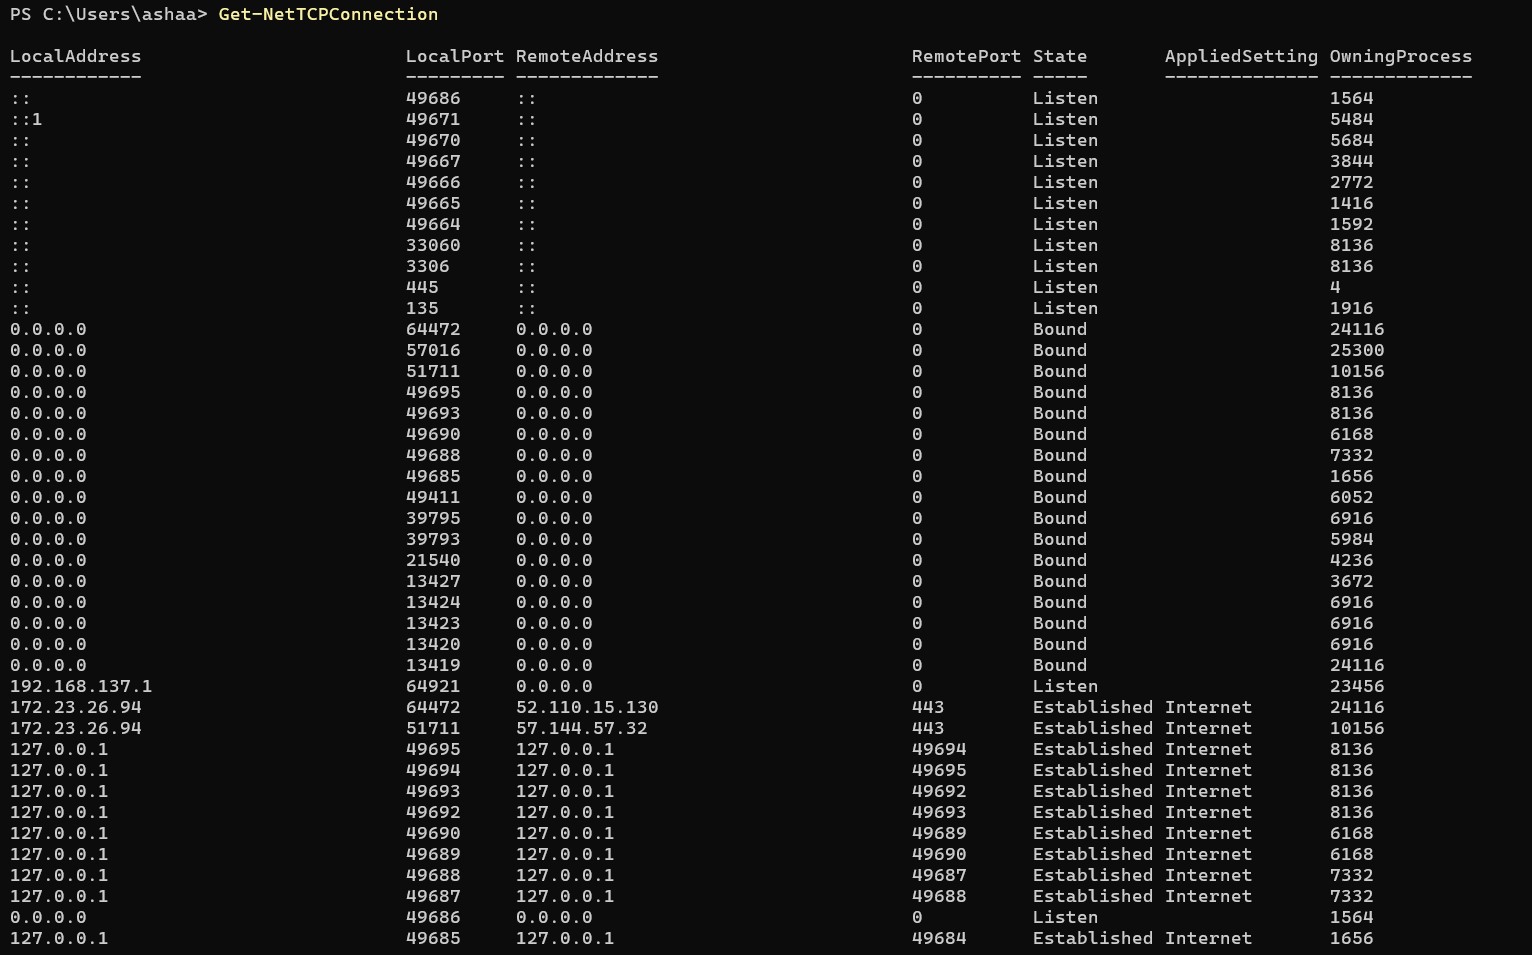 PS C:\Users\ashaa> Get-NetTCPConnection
LocalAddress LocalPort RemoteAddress RemotePort State AppliedSetting OwningProcess
------------ --------- ------------- ---------- ----- -------------- -------------
:: 49686 :: 0 Listen 1564
::1 49671 :: 0 Listen 5484
:: 49670 :: 0 Listen 5684
:: 49667 :: 0 Listen 3844
:: 49666 :: 0 Listen 2772
:: 49665 :: 0 Listen 1416
:: 49664 :: 0 Listen 1592
:: 33060 :: 0 Listen 8136
:: 3306 :: 0 Listen 8136
:: 445 :: 0 Listen 4
:: 135 :: 0 Listen 1916
0.0.0.0 64472 0.0.0.0 0 Bound 24116
0.0.0.0 57016 0.0.0.0 0 Bound 25300
0.0.0.0 51711 0.0.0.0 0 Bound 10156
0.0.0.0 49695 0.0.0.0 0 Bound 8136
0.0.0.0 49693 0.0.0.0 0 Bound 8136
0.0.0.0 49690 0.0.0.0 0 Bound 6168
0.0.0.0 49688 0.0.0.0 0 Bound 7332
0.0.0.0 49685 0.0.0.0 0 Bound 1656
0.0.0.0 49411 0.0.0.0 0 Bound 6052
0.0.0.0 39795 0.0.0.0 0 Bound 6916
0.0.0.0 39793 0.0.0.0 0 Bound 5984
0.0.0.0 21540 0.0.0.0 0 Bound 4236
0.0.0.0 13427 0.0.0.0 0 Bound 3672
0.0.0.0 13424 0.0.0.0 0 Bound 6916
0.0.0.0 13423 0.0.0.0 0 Bound 6916
0.0.0.0 13420 0.0.0.0 0 Bound 6916
0.0.0.0 13419 0.0.0.0 0 Bound 24116
192.168.137.1 64921 0.0.0.0 0 Listen 23456
172.23.26.94 64472 52.110.15.130 443 Established Internet 24116
172.23.26.94 51711 57.144.57.32 443 Established Internet 10156
127.0.0.1 49695 127.0.0.1 49694 Established Internet 8136
127.0.0.1 49694 127.0.0.1 49695 Established Internet 8136
127.0.0.1 49693 127.0.0.1 49692 Established Internet 8136
127.0.0.1 49692 127.0.0.1 49693 Established Internet 8136
127.0.0.1 49690 127.0.0.1 49689 Established Internet 6168
127.0.0.1 49689 127.0.0.1 49690 Established Internet 6168
127.0.0.1 49688 127.0.0.1 49687 Established Internet 7332
127.0.0.1 49687 127.0.0.1 49688 Established Internet 7332
0.0.0.0 49686 0.0.0.0 0 Listen 1564
127.0.0.1 49685 127.0.0.1 49684 Established Internet 1656